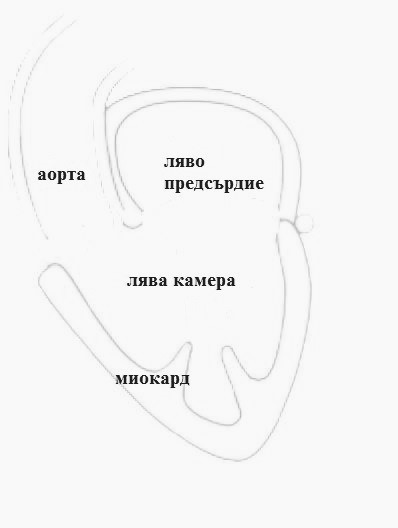 аорта
ляво
предсърдие
лява камера
миокард